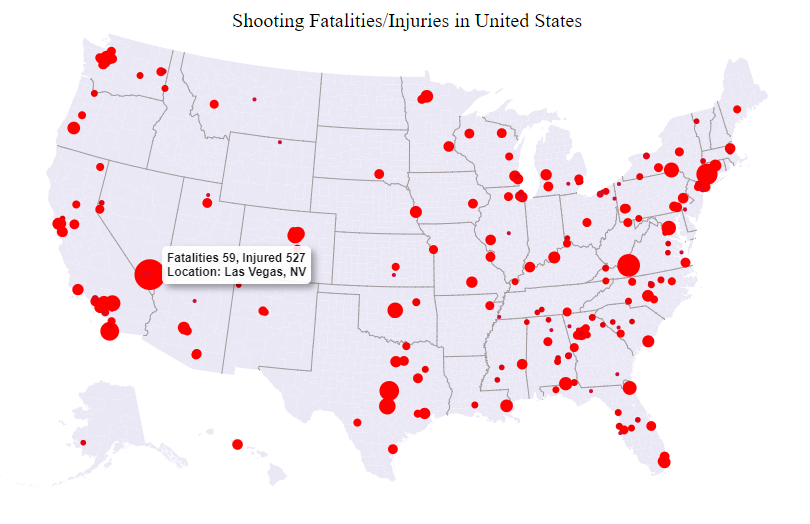 Shooting Fatalities/Injuries in United States
Fatalities 59, Injured 527
Location: Las Vegas, NV